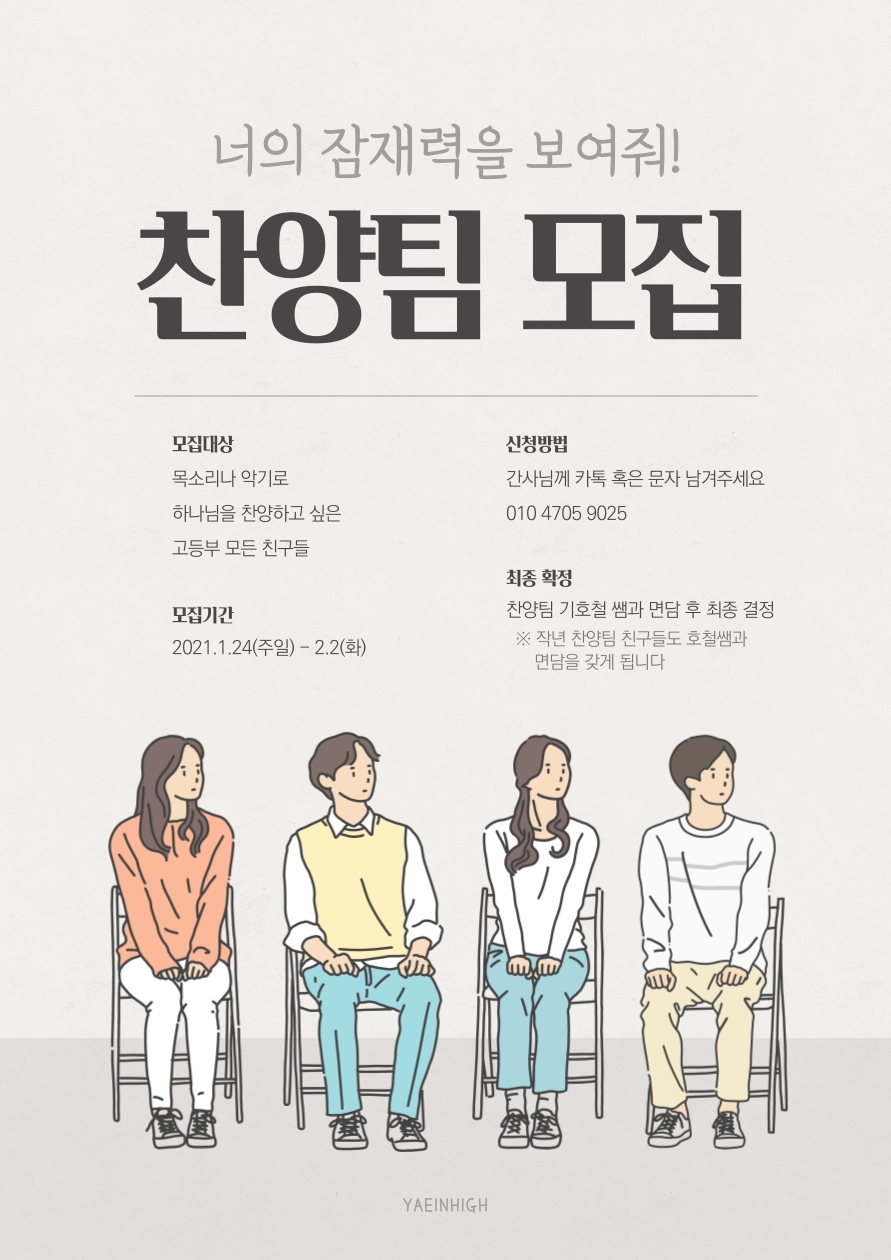 너의 잠재력을 보여줘!
찬양팀 모집
모집대상
목소리나 악기로
하나님을 찬양하고 싶은
고등부 모든 친구들
모집기간
2021.1.24(주일) - 2.2(화)
신청방법
간사님께 카톡 혹은 문자 남겨주세요
010 4705 9025
최종 확정
찬양팀 기호철 쌤과 면담 후 최종 결정
※ 작년 찬양팀 친구들도 호철쌤과
면담을 갖게 됩니다
YAEINHIGH